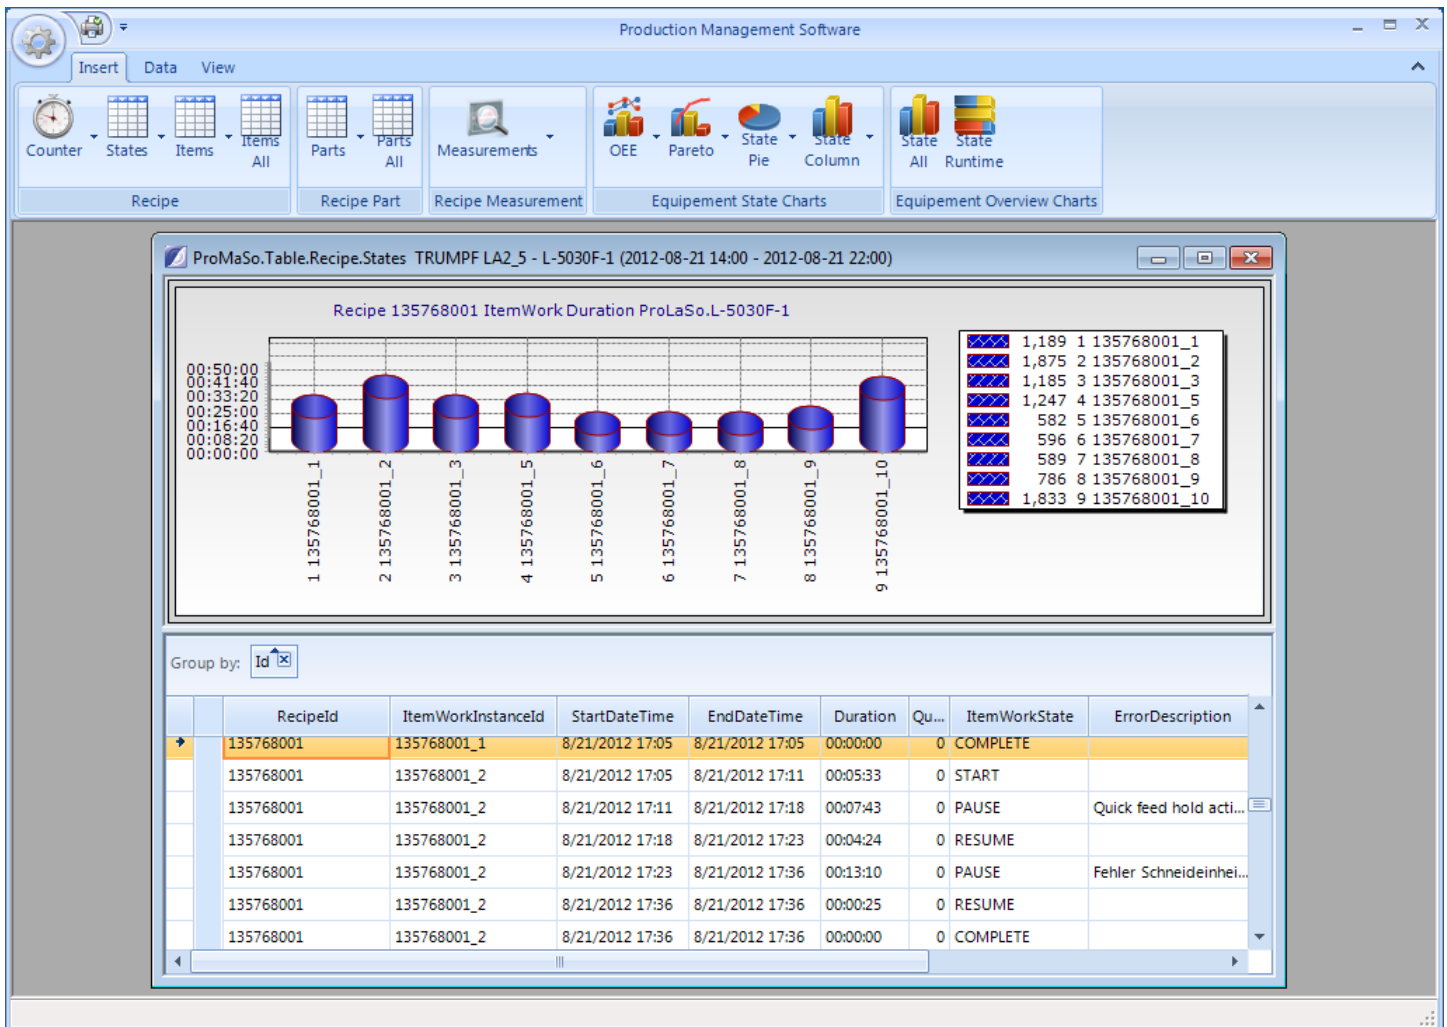 Production Management Software
Insert Data View
Counter States Items Items All Parts Parts All Measurements OEE Pareto State Pie State Column State All State Runtime
Recipe Recipe Part Recipe Measurement Equipement State Charts Equipement Overview Charts
ProMaSo.Table.Recipe.States TRUMPF LA2_5 - L-5030F-1 (2012-08-21 14:00 - 2012-08-21 22:00)
Recipe 135768001 ItemWork Duration ProLaSo.L-5030F-1
00:50:00
00:41:40
00:33:20
00:25:00
00:16:40
00:08:20
00:00:00
1 135768001_1
2 135768001_2
3 135768001_3
4 135768001_5
5 135768001_6
6 135768001_7
7 135768001_8
8 135768001_9
9 135768001_10
1,189 1 135768001_1
1,875 2 135768001_2
1,185 3 135768001_3
1,247 4 135768001_5
582 5 135768001_6
596 6 135768001_7
589 7 135768001_8
786 8 135768001_9
1,833 9 135768001_10
Group by: Id
RecipeId ItemWorkInstanceId StartDateTime EndDateTime Duration Qu... ItemWorkState ErrorDescription
135768001 135768001_1 8/21/2012 17:05 8/21/2012 17:05 00:00:00 0 COMPLETE
135768001 135768001_2 8/21/2012 17:05 8/21/2012 17:11 00:05:33 0 START
135768001 135768001_2 8/21/2012 17:11 8/21/2012 17:18 00:07:43 0 PAUSE Quick feed hold acti...
135768001 135768001_2 8/21/2012 17:18 8/21/2012 17:23 00:04:24 0 RESUME
135768001 135768001_2 8/21/2012 17:23 8/21/2012 17:36 00:13:10 0 PAUSE Fehler Schneideinhei...
135768001 135768001_2 8/21/2012 17:36 8/21/2012 17:36 00:00:25 0 RESUME
135768001 135768001_2 8/21/2012 17:36 8/21/2012 17:36 00:00:00 0 COMPLETE